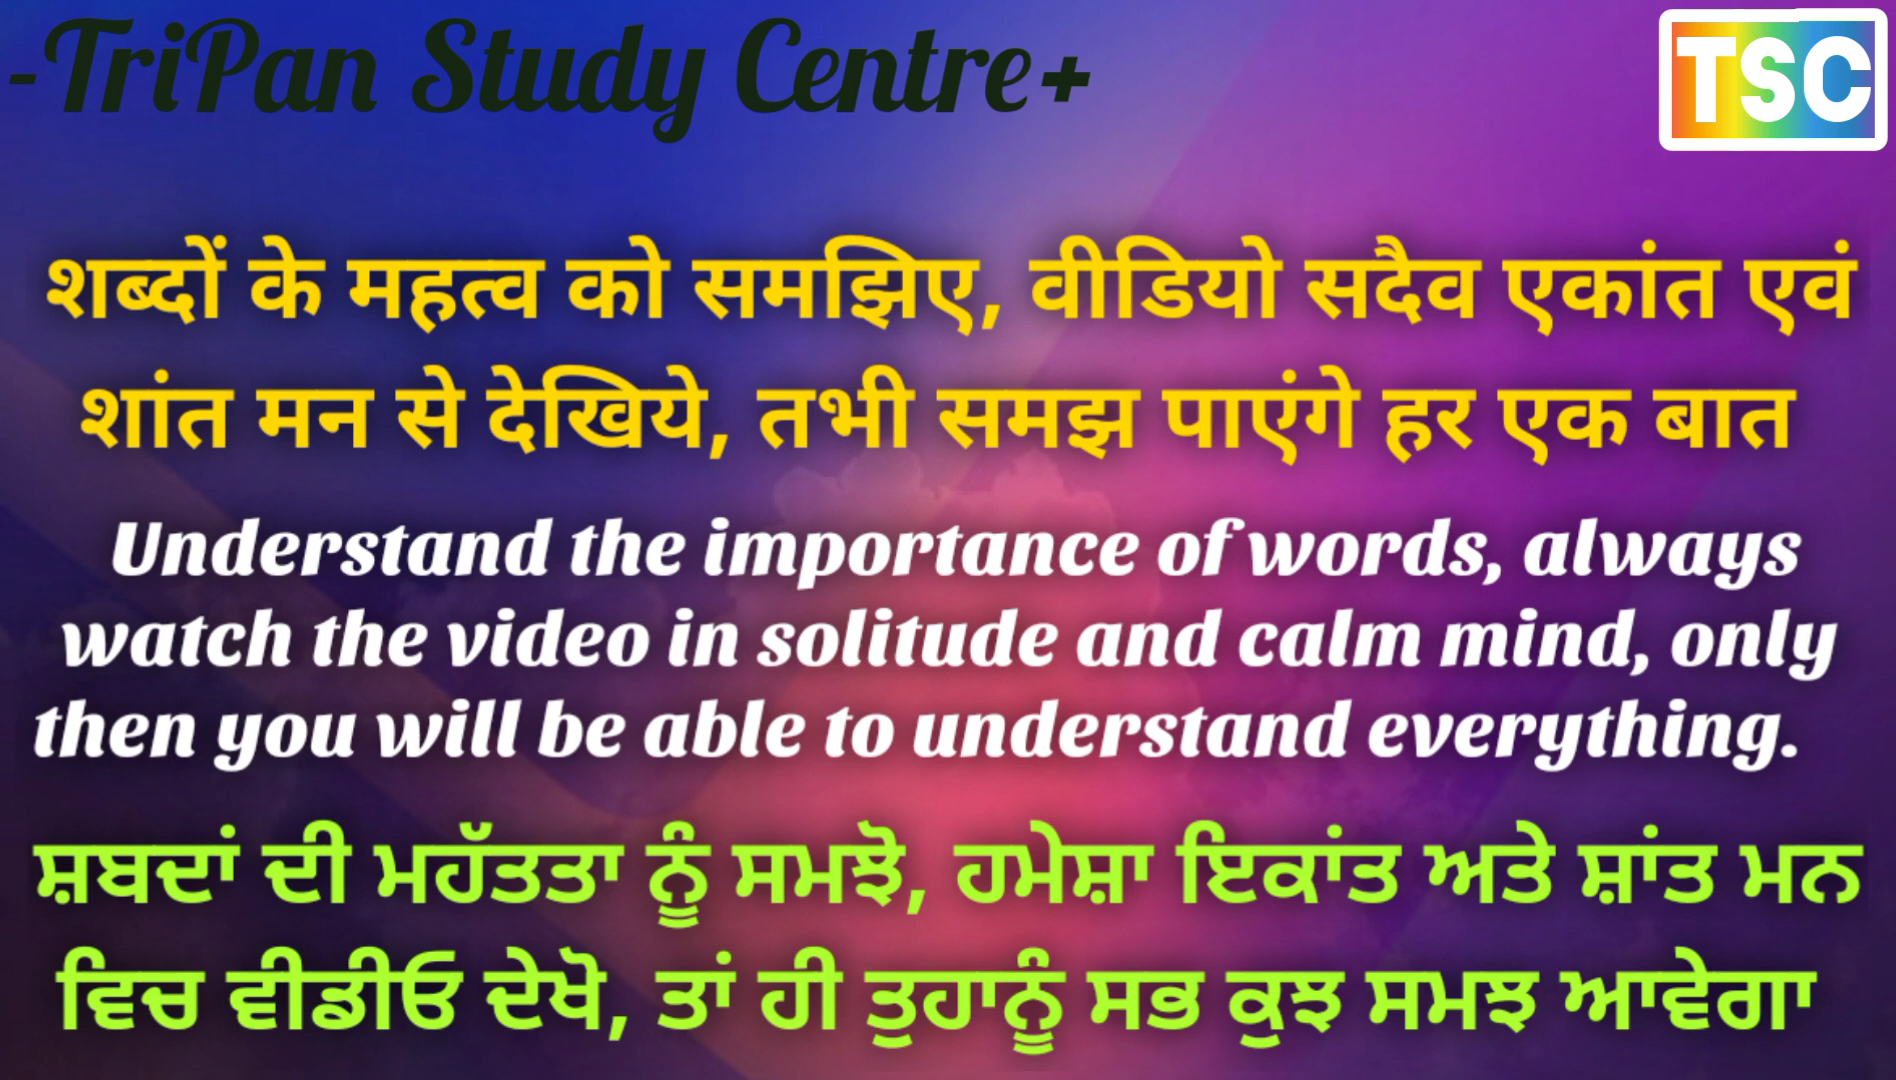 -TriPan Study Centre+
TSC
शब्दों के महत्व को समझिए, वीडियो सदैव एकांत एवं
शांत मन से देखिये, तभी समझ पाएंगे हर एक बात
Understand the importance of words, always
watch the video in solitude and calm mind, only
then you will be able to understand everything.
ਸ਼ਬਦਾਂ ਦੀ ਮਹੱਤਤਾ ਨੂੰ ਸਮਝੋ, ਹਮੇਸ਼ਾ ਇਕਾਂਤ ਅਤੇ ਸ਼ਾਂਤ ਮਨ
ਵਿਚ ਵੀਡੀਓ ਦੇਖੋ, ਤਾਂ ਹੀ ਤੁਹਾਨੂੰ ਸਭ ਕੁਝ ਸਮਝ ਆਵੇਗਾ